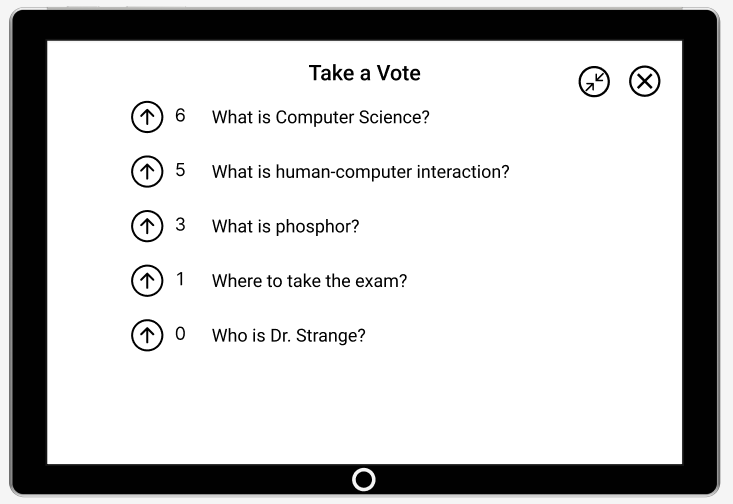 Take a Vote
6 What is Computer Science?
5 What is human-computer interaction?
3 What is phosphor?
1 Where to take the exam?
0 Who is Dr. Strange?